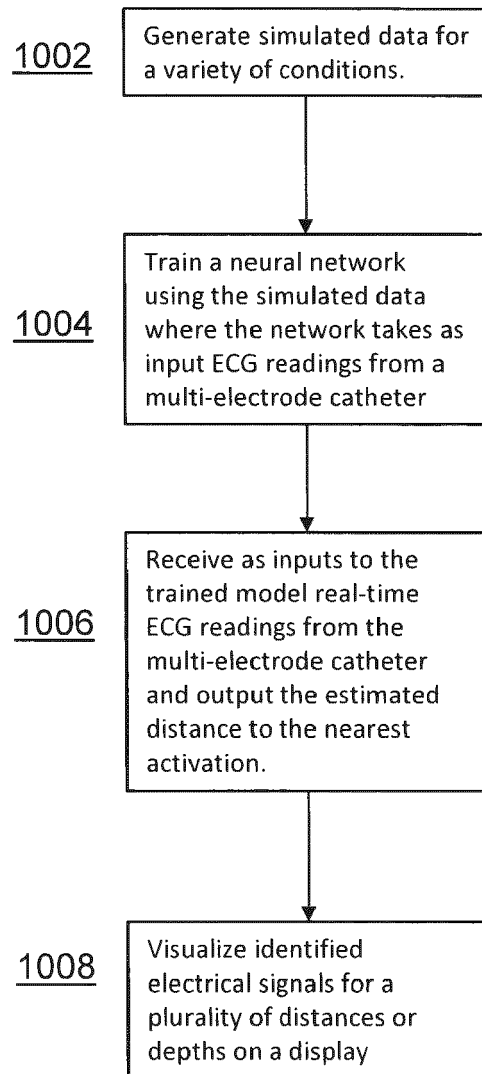 1002
Generate simulated data for
a variety of conditions.
1004
Train a neural network
using the simulated data
where the network takes as
input ECG readings from a
multi-electrode catheter
1006
Receive as inputs to the
trained model real-time
ECG readings from the
multi-electrode catheter
and output the estimated
distance to the nearest
activation.
1008
Visualize identified
electrical signals for a
plurality of distances or
depths on a display